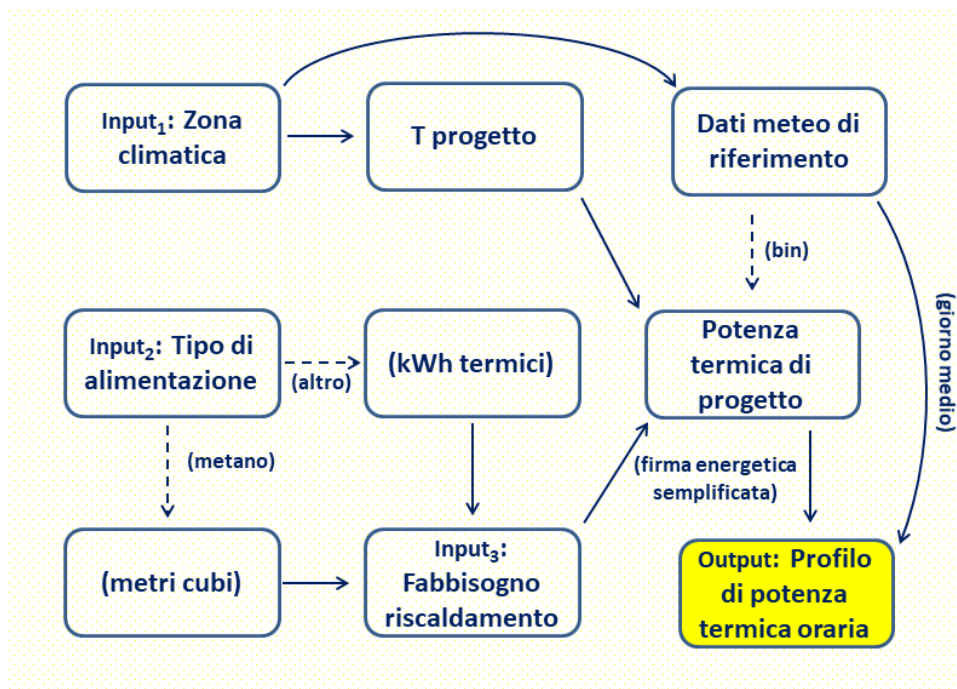 Input1: Zona
climatica
T progetto
Dati meteo di
riferimento
(bin)
(giorno medio)
Input2: Tipo di
alimentazione
(altro)
(kWh termici)
Potenza
termica di
progetto
(metano)
(firma energetica
semplificata)
(metri cubi)
Input3:
Fabbisogno
riscaldamento
Output: Profilo
di potenza
termica oraria